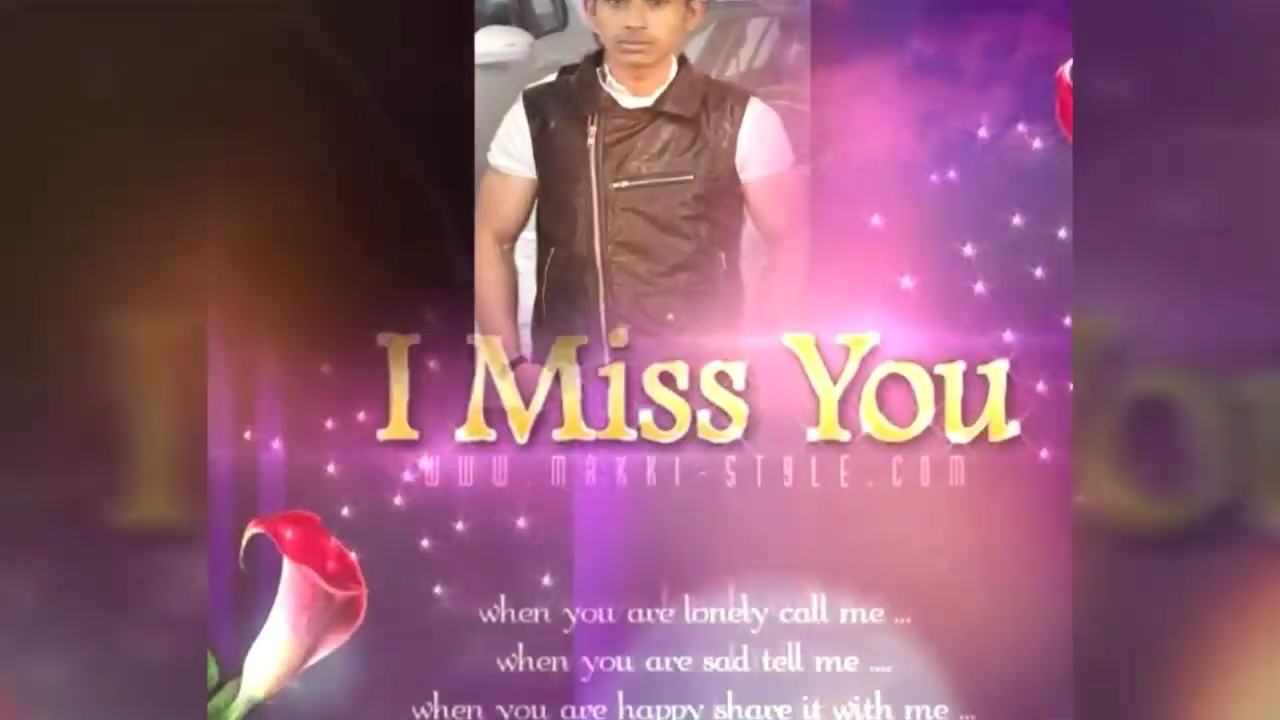 I Miss You
WWW.MAKKI-STYLE.COM
when you are lonely call me ...
when you are sad tell me ....
when you are happy share it with me ...